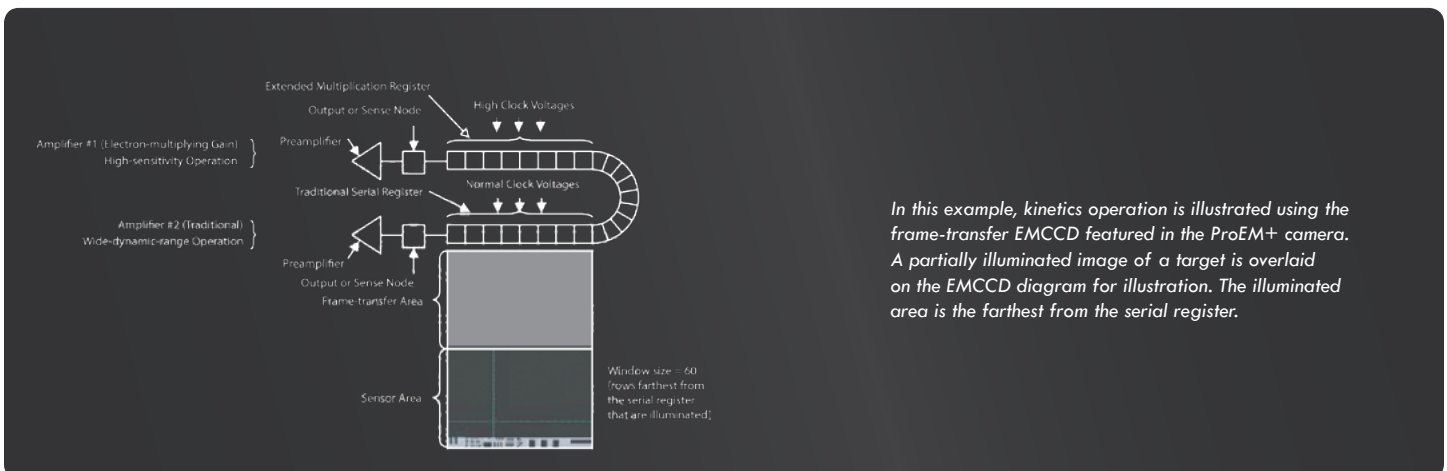 Extended Multiplication Register
Output or Sense Node
High Clock Voltages
Amplifier #1 (Electron-multiplying Gain)
High-sensitivity Operation
Preamplifier
Traditional Serial Register
Normal Clock Voltages
Amplifier #2 (Traditional)
Wide-dynamic-range Operation
Preamplifier
Output or Sense Node
Frame-transfer Area
Sensor Area
Window size = 60
(rows farthest from
the serial register
that are illuminated)
In this example, kinetics operation is illustrated using the
frame-transfer EMCCD featured in the ProEM+ camera.
A partially illuminated image of a target is overlaid
on the EMCCD diagram for illustration. The illuminated
area is the farthest from the serial register.